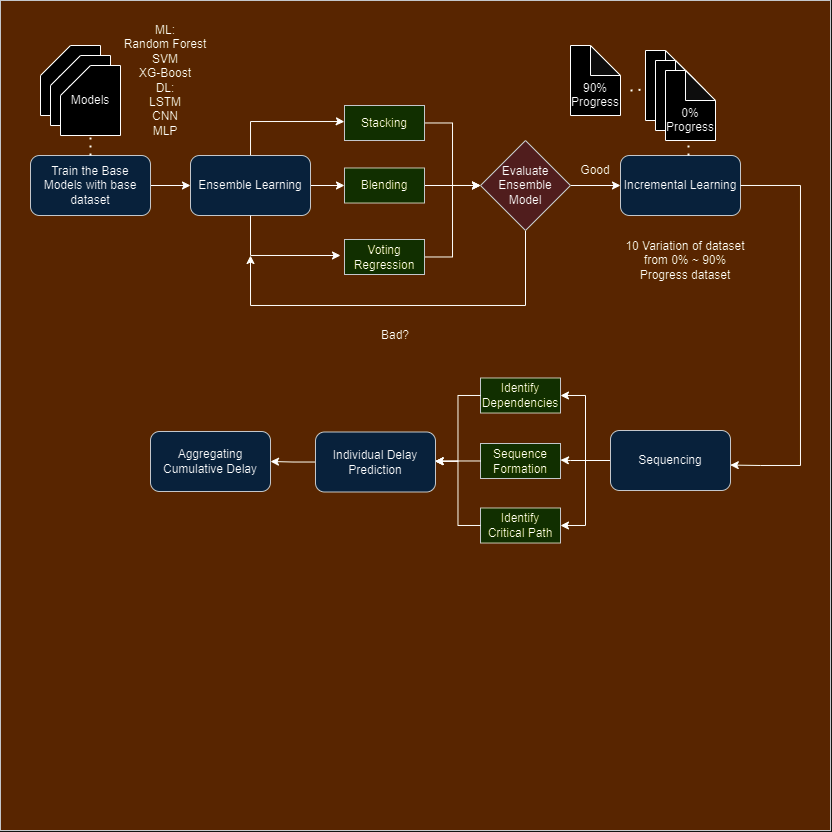 ML:
Random Forest
SVM
XG-Boost
DL:
LSTM
CNN
MLP
Models
90%
Progress
0%
Progress
Train the Base
Models with base
dataset
Ensemble Learning
Stacking
Blending
Voting
Regression
Evaluate
Ensemble
Model
Good
Incremental Learning
10 Variation of dataset
from 0% ~ 90%
Progress dataset
Bad?
Identify
Dependencies
Sequence
Formation
Identify
Critical Path
Sequencing
Individual Delay
Prediction
Aggregating
Cumulative Delay